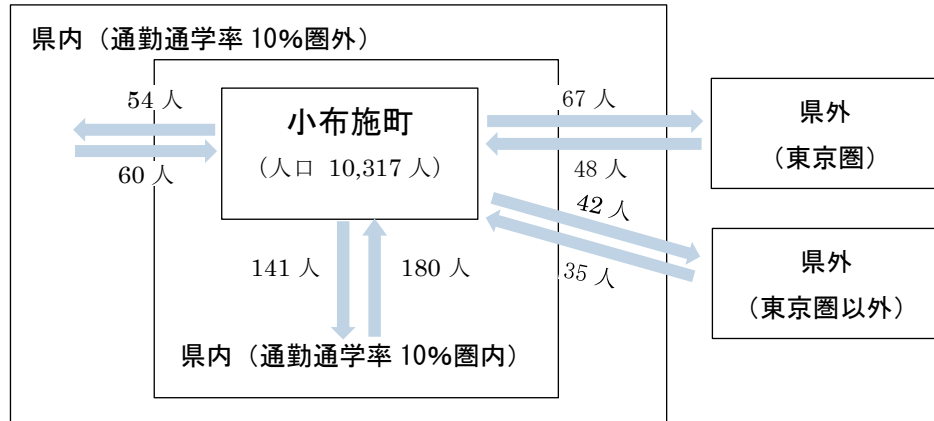 県内（通勤通学率 10%圏外）
54 人
60 人
小布施町
（人口 10,317 人）
67 人
48 人
県外
（東京圏）
42 人
35 人
県外
（東京圏以外）
141 人
180 人
県内（通勤通学率 10%圏内）